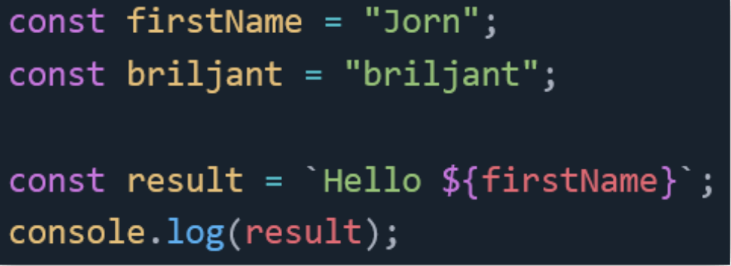 const firstName = "Jorn";
const briljant = "briljant";
const result = `Hello ${firstName}`;
console.log(result);